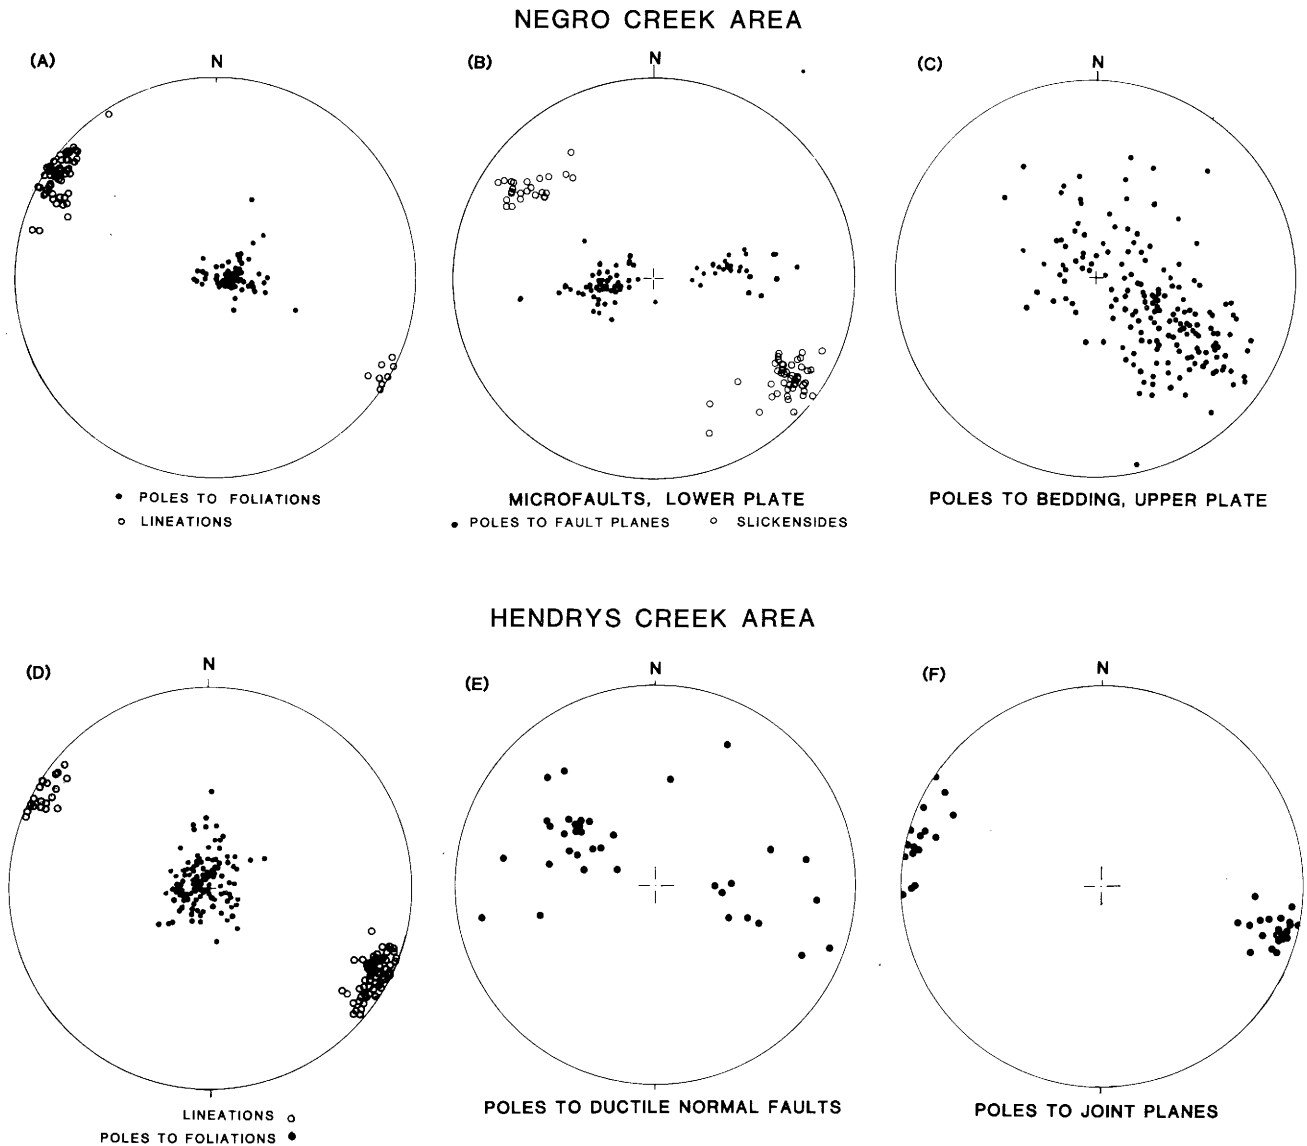 NEGRO CREEK AREA
(A)
N
(B)
N
(C)
N
POLES TO FOLIATIONS
LINEATIONS
MICROFAULTS, LOWER PLATE
POLES TO FAULT PLANES
SLICKENSIDES
POLES TO BEDDING, UPPER PLATE
HENDRYS CREEK AREA
(D)
N
(E)
N
(F)
N
LINEATIONS
POLES TO FOLIATIONS
POLES TO DUCTILE NORMAL FAULTS
POLES TO JOINT PLANES